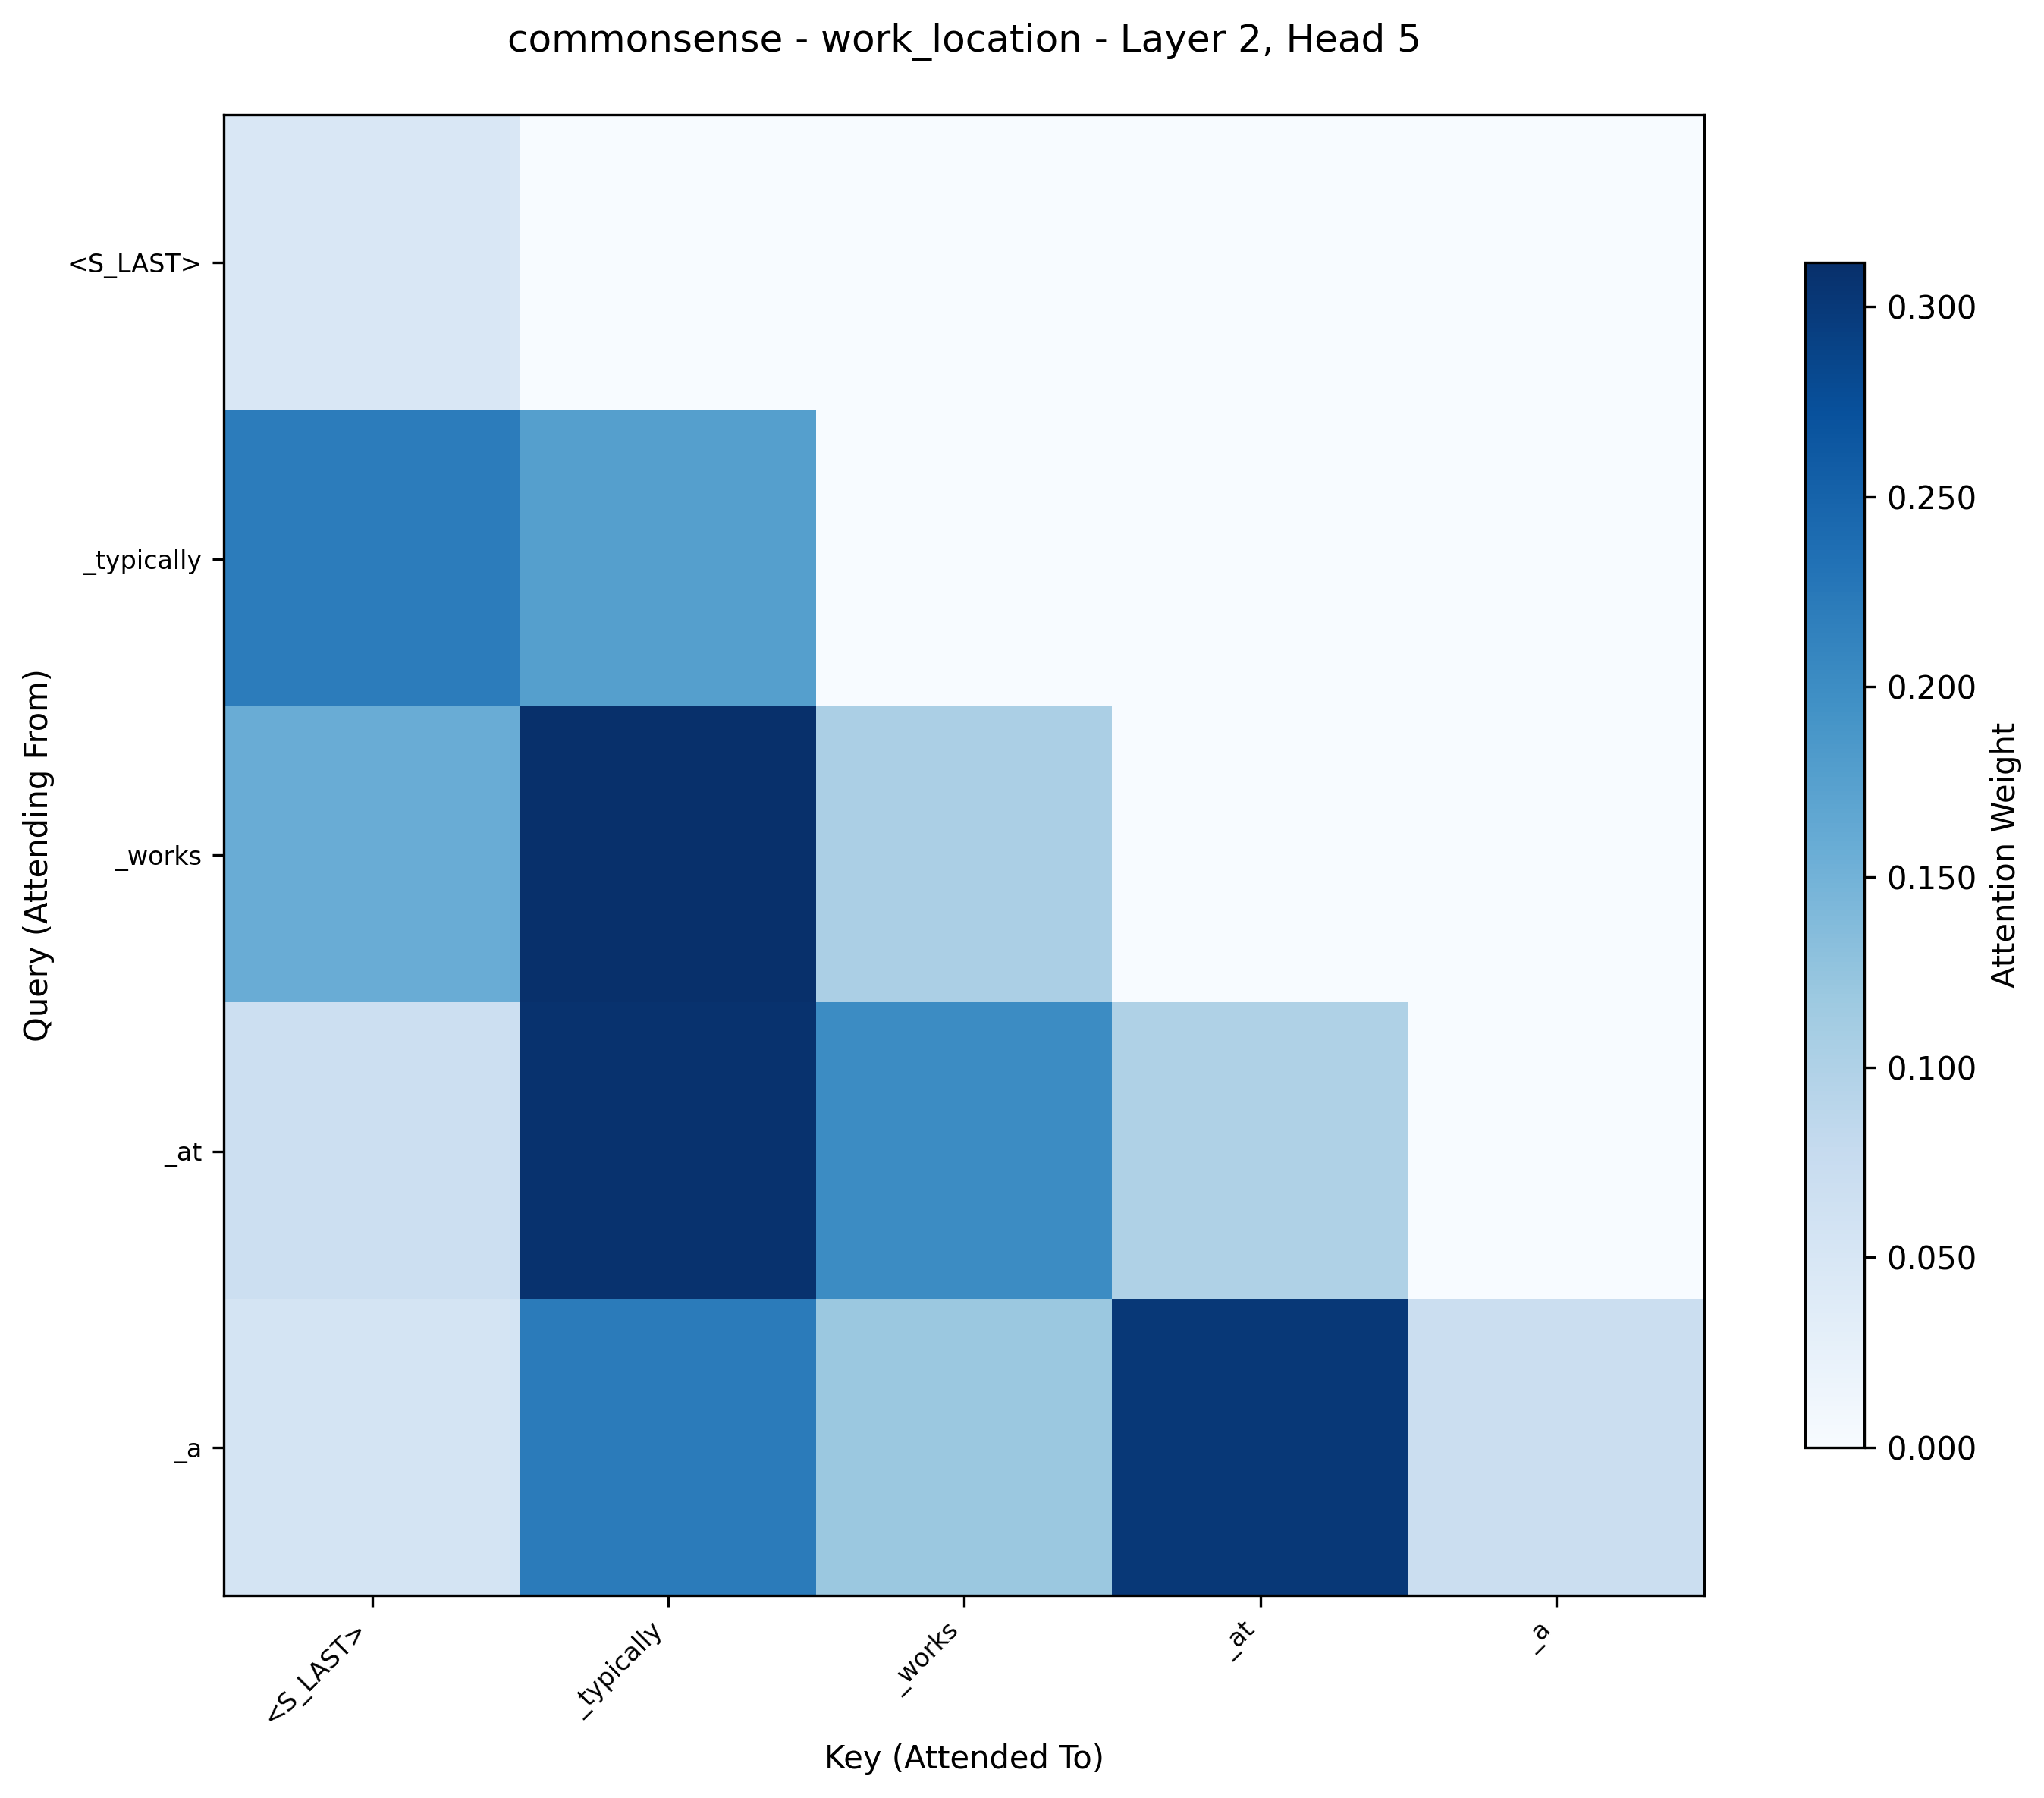 commonsense - work_location - Layer 2, Head 5
Query (Attending From)
<S_LAST>
_typically
_works
_at
_a
<S_LAST>
_typically
_works
_at
_a
Key (Attended To)
0.300
0.250
0.200
0.150
0.100
0.050
0.000
Attention Weight